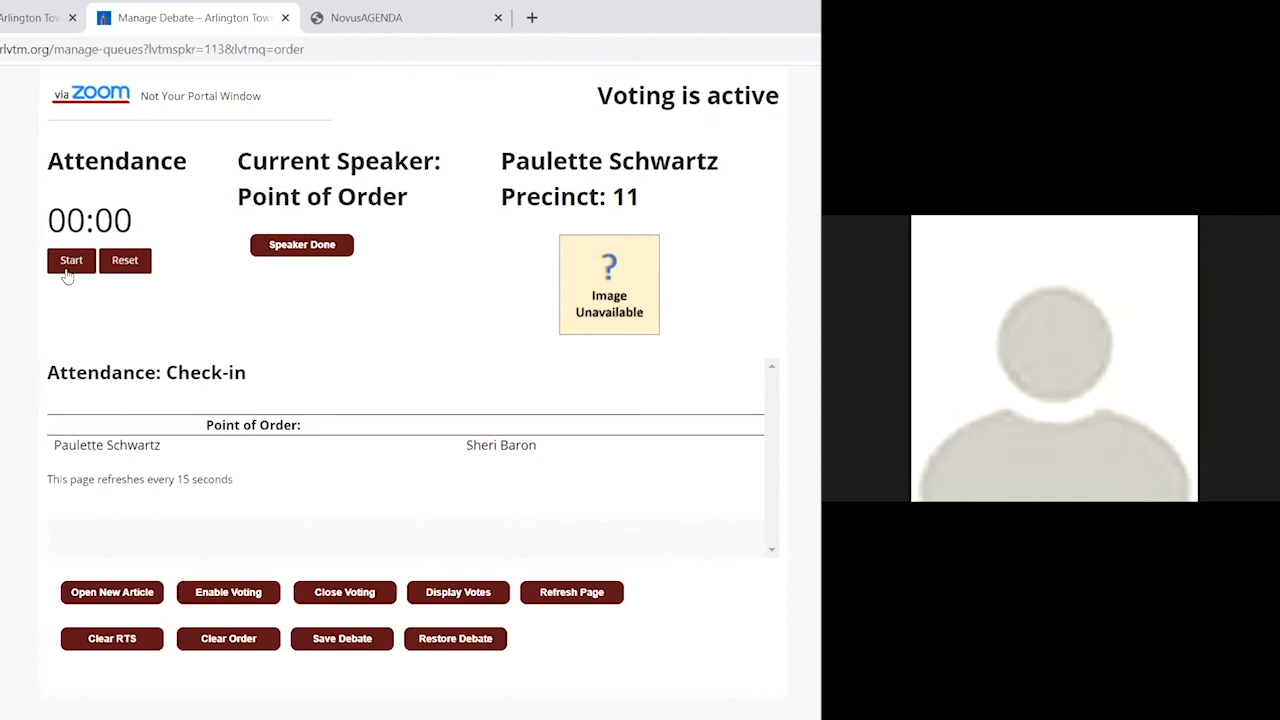 Arlington Tow
Manage Debate – Arlington Tow
NovusAGENDA
rlvtm.org/manage-queues?lvtmspkr=113&lvtmq=order
via zoom Not Your Portal Window
Voting is active
Attendance
Current Speaker:
Point of Order
Paulette Schwartz
Precinct: 11
00:00
Start
Reset
Speaker Done
?
Image
Unavailable
Attendance: Check-in
Point of Order:
Paulette Schwartz
Sheri Baron
This page refreshes every 15 seconds
Open New Article
Enable Voting
Close Voting
Display Votes
Refresh Page
Clear RTS
Clear Order
Save Debate
Restore Debate